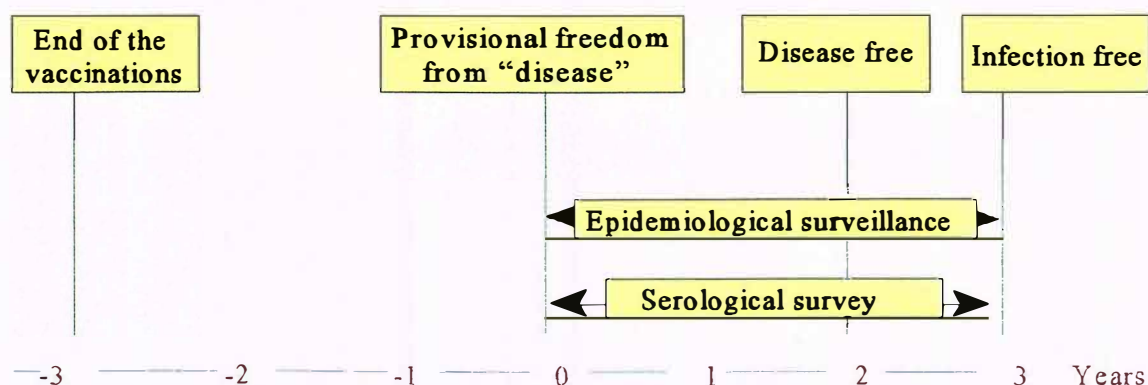 End of the
vaccinations
Provisional freedom
from “disease”
Disease free
Infection free
Epidemiological surveillance
Serological survey
-3 -2 -1 0 1 2 3 Years